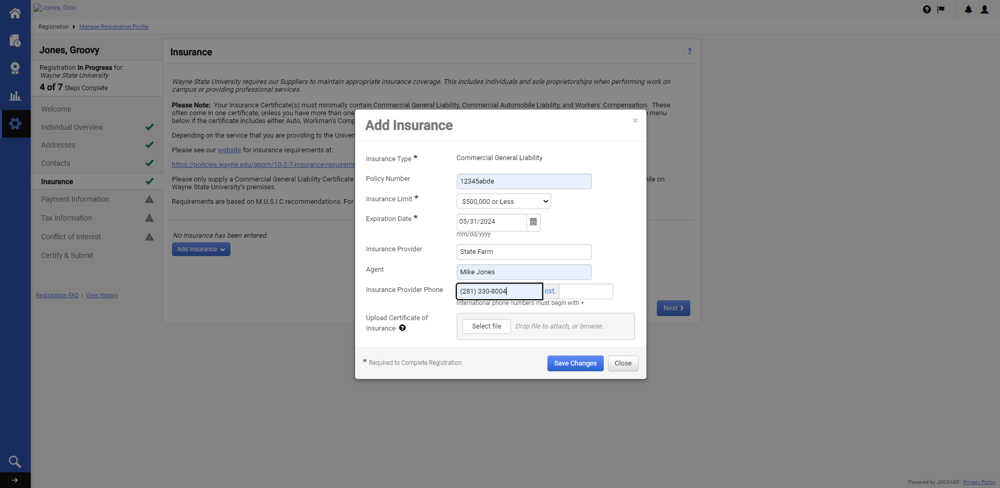 Jones, Groo
Registration Manage Registration Profile
Jones, Groovy
Registration In Progress for:
Wayne State University
4 of 7 Steps Complete
Welcome
Individual Overview
Addresses
Contacts
Insurance
Payment Information
Tax Information
Conflict of Interest
Certify & Submit
Registration FAQ | View History
Insurance
?
Wayne State University requires our Suppliers to maintain appropriate insurance coverage. This includes Individuals and sole proprietorships when performing work on
campus or providing professional services.
Please Note: Your Insurance Certificate(s) must minimally contain Commercial General Liability, Commercial Automobile Liability, and Workers' Compensation. These
often come in one certificate, unless you have more than one
menu
below if the certificate includes either Auto, Workman's Comp
Depending on the service that you are providing to the Univers
Please see our website for insurance requirements at:
https://policies.wayne.edu/appm/10-2-7-insurance-requireme
Please only supply a Commercial General Liability Certificate
ile on
Wayne State University's premises.
Requirements are based on M.U.S.I.C recommendations. For
No Insurance has been entered.
Add Insurance
Next ›
Add Insurance
×
Insurance Type ★ Commercial General Liability
Policy Number 12345abde
Insurance Limit ★ $500,000 or Less
Expiration Date ★ 05/31/2024
mm/dd/yyyy
Insurance Provider State Farm
Agent Mike Jones
Insurance Provider Phone (281) 330-8004 ext.
International phone numbers must begin with +
Upload Certificate of
Insurance ?
Select file Drop file to attach, or browse.
★ Required to Complete Registration
Save Changes Close
Powered by JAGGAER | Privacy Policy